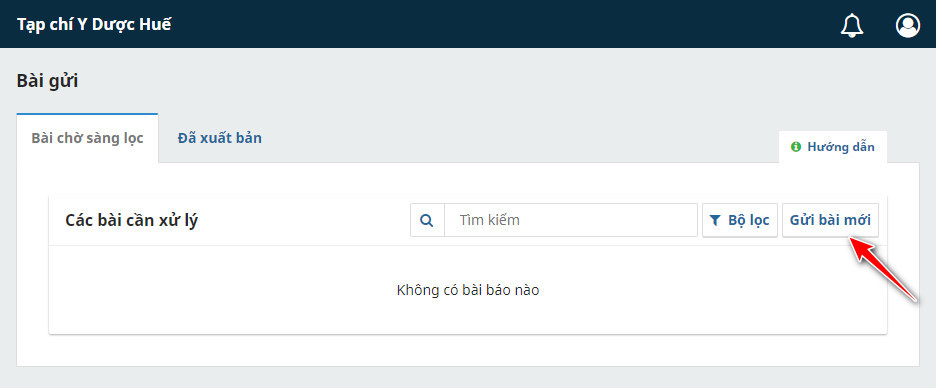 Tạp chí Y Dược Huế
Bài gửi
Bài chờ sàng lọc
Đã xuất bản
Hướng dẫn
Các bài cần xử lý
Tìm kiếm
Bộ lọc
Gửi bài mới
Không có bài báo nào